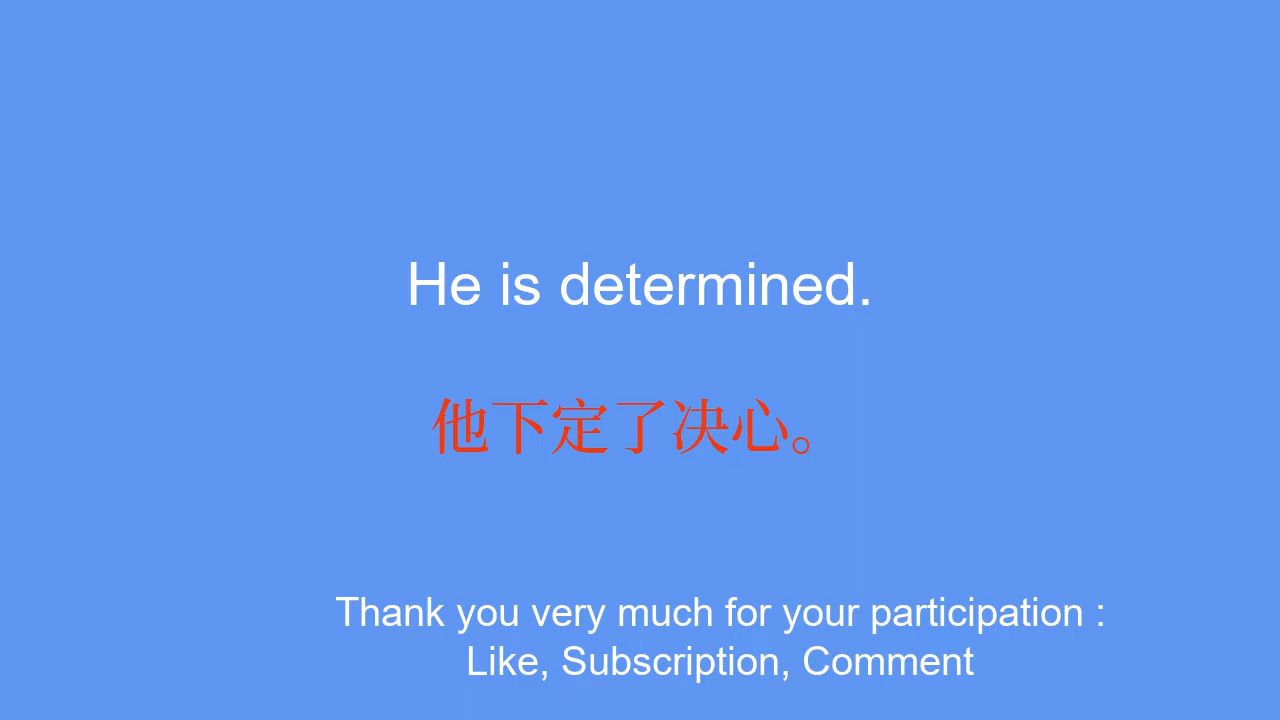 He is determined.
他下定了决心。
Thank you very much for your participation :
Like, Subscription, Comment